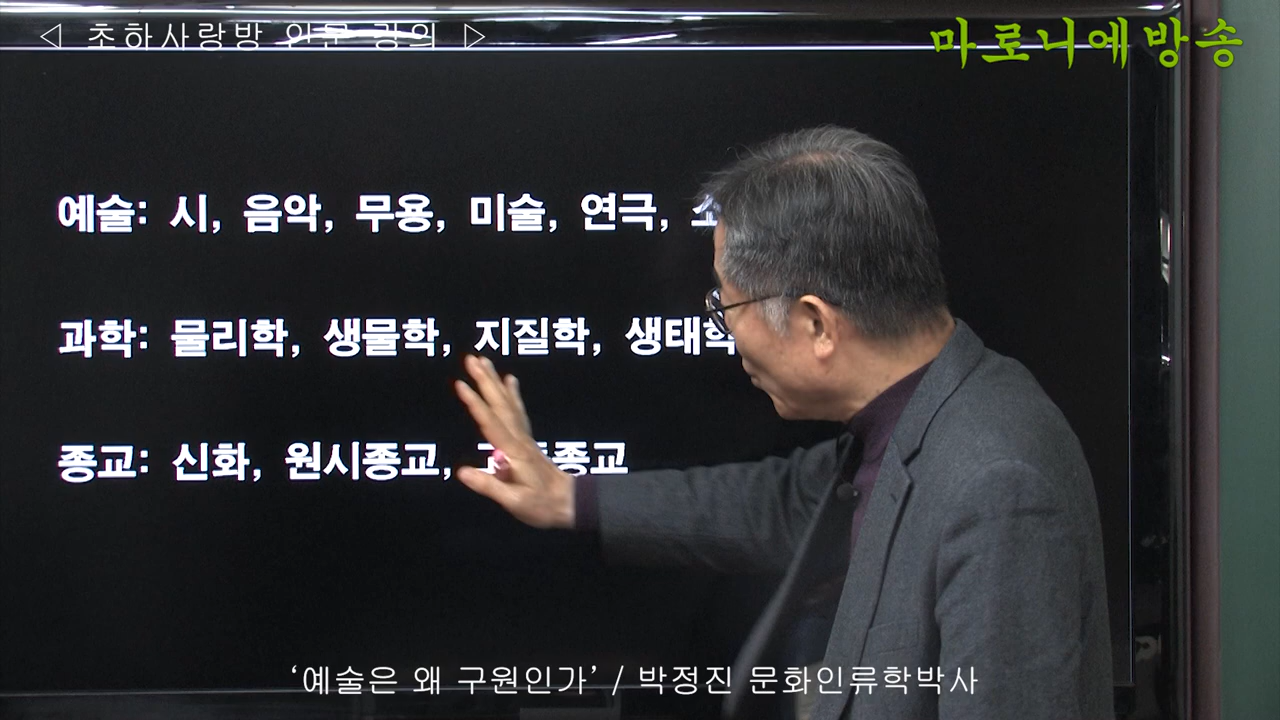 ◁ 초하사랑방 인문 강의 ▷
마로니에방송
예술: 시, 음악, 무용, 미술, 연극,
과학: 물리학, 생물학, 지질학, 생태학
종교: 신화, 원시종교,
‘예술은 왜 구원인가’ / 박정진 문화인류학박사